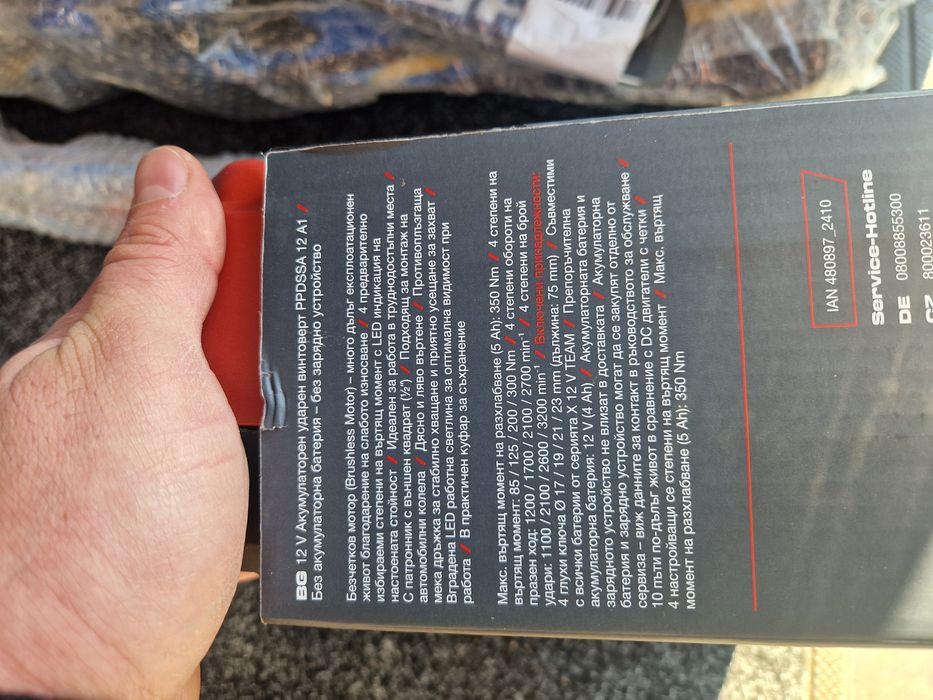 BG 12 V Акумулаторен ударен винтоверт PPDSSA 12 A1 /
Без акумулаторна батерия – без зарядно устройство
Безчетков мотор (Brushless Motor) – много дълъг експлоатационен
живот благодарение на слабото износване / 4 предварително
избираеми степени на въртящ момент с LED индикация на
настоената стойност / Идеален за работа в труднодостъпни места /
С патронник с външен квадрат (½") / Подходящ за монтаж на
автомобилни колела / Дясно и ляво въртене / Противоплъзгаща
мека дръжка за стабилно хващане и приятно усещане за захват /
Вградена LED работна светлина за оптимална видимост при
работа / В практичен куфар за съхранение
Макс. въртящ момент на разхлабване (5 Ah): 350 Nm / 4 степени на
въртящ момент: 85 / 125 / 200 / 300 Nm / 4 степени обороти на
празен ход: 1200 / 1700 / 2100 / 2700 min⁻¹ / 4 степени на брой
удари: 1100 / 2100 / 2600 / 3200 min⁻¹ / Включени принадлежности:
4 глухи ключа Ø 17 / 19 / 21 / 23 mm (дължина: 75 mm) / Съвместими
с всички батерии от серията X 12 V TEAM / Препоръчителна
акумулаторна батерия: 12 V (4 Ah) / Акумулаторната батерия и
зарядното устройство не влизат в доставката / Акумулаторна
батерия и зарядно устройство могат да се закупят отделно от
сервиза – виж данните за контакт в ръководството за обслужване /
10 пъти по-дълъг живот в сравнение с DC двигатели с четки /
4 настройващи се степени на въртящ момент / Макс. въртящ
момент на разхлабване (5 Ah): 350 Nm
IAN 480897_2410
Service-Hotline
DE 08008855300
CZ 800023611